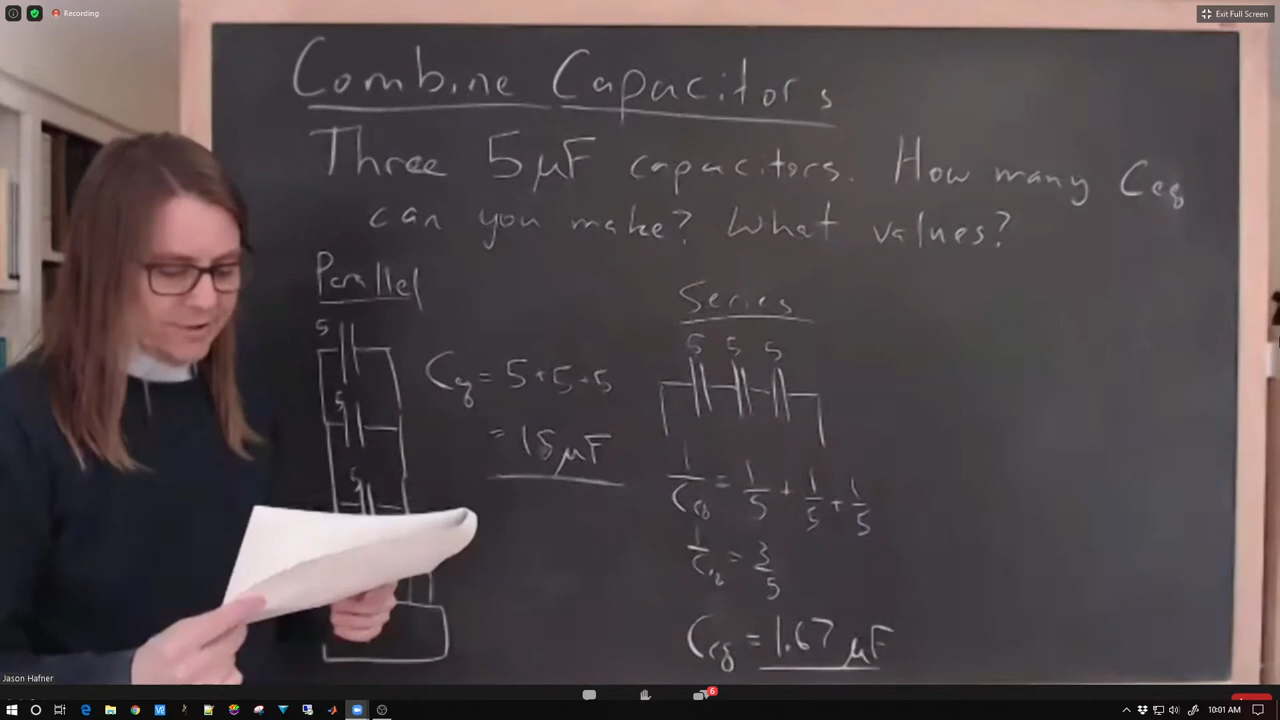 Recording
Exit Full Screen
Combine Capacitors
Three 5μF capacitors. How many Ceq
can you make? What values?
Parallel
5
5
5
Ceq = 5+5+5
= 15μF
Series
5 5 5
1/Ceq = 1/5 + 1/5 + 1/5
1/Ceq = 3/5
Ceq = 1.67 μF
Jason Hafner
6
10:01 AM